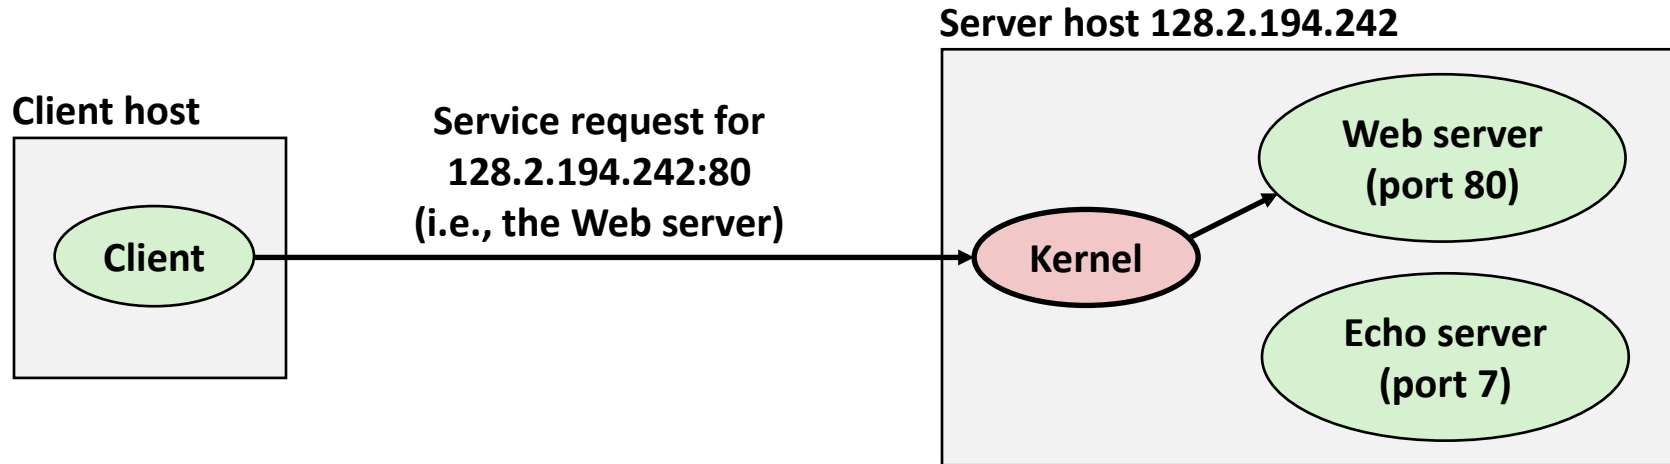 Server host 128.2.194.242
Client host
Service request for
128.2.194.242:80
(i.e., the Web server)
Client
Kernel
Web server
(port 80)
Echo server
(port 7)